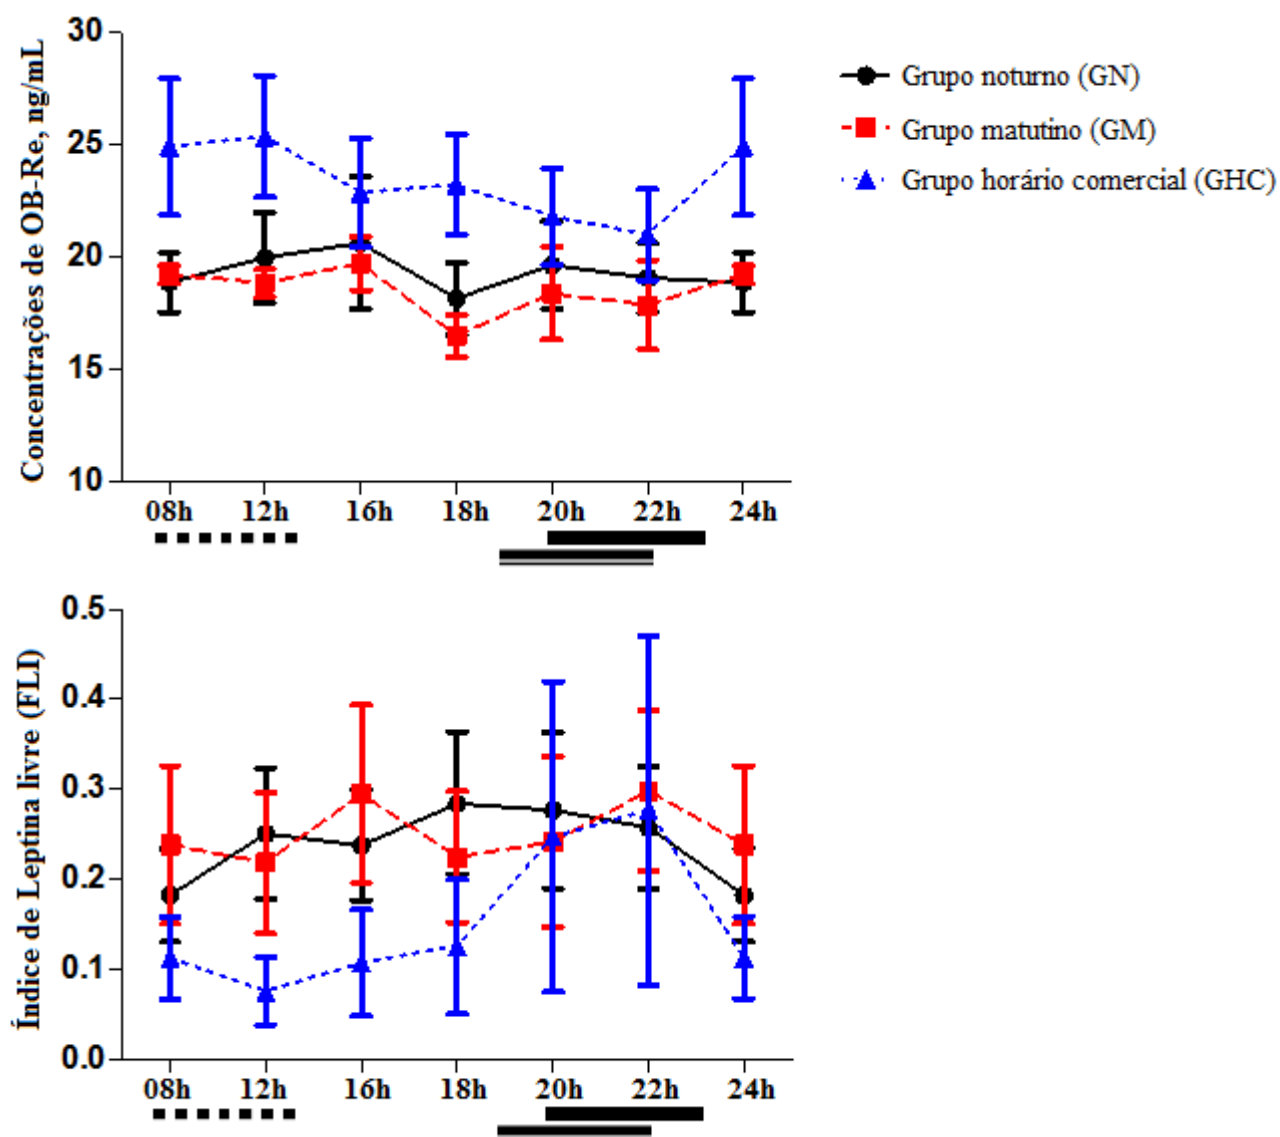 Concentrações de OB-Re, ng/mL
30
25
20
15
10
08h 12h 16h 18h 20h 22h 24h
Grupo noturno (GN)
Grupo matutino (GM)
Grupo horário comercial (GHC)
Índice de Leptina livre (FLI)
0.5
0.4
0.3
0.2
0.1
0.0
08h 12h 16h 18h 20h 22h 24h